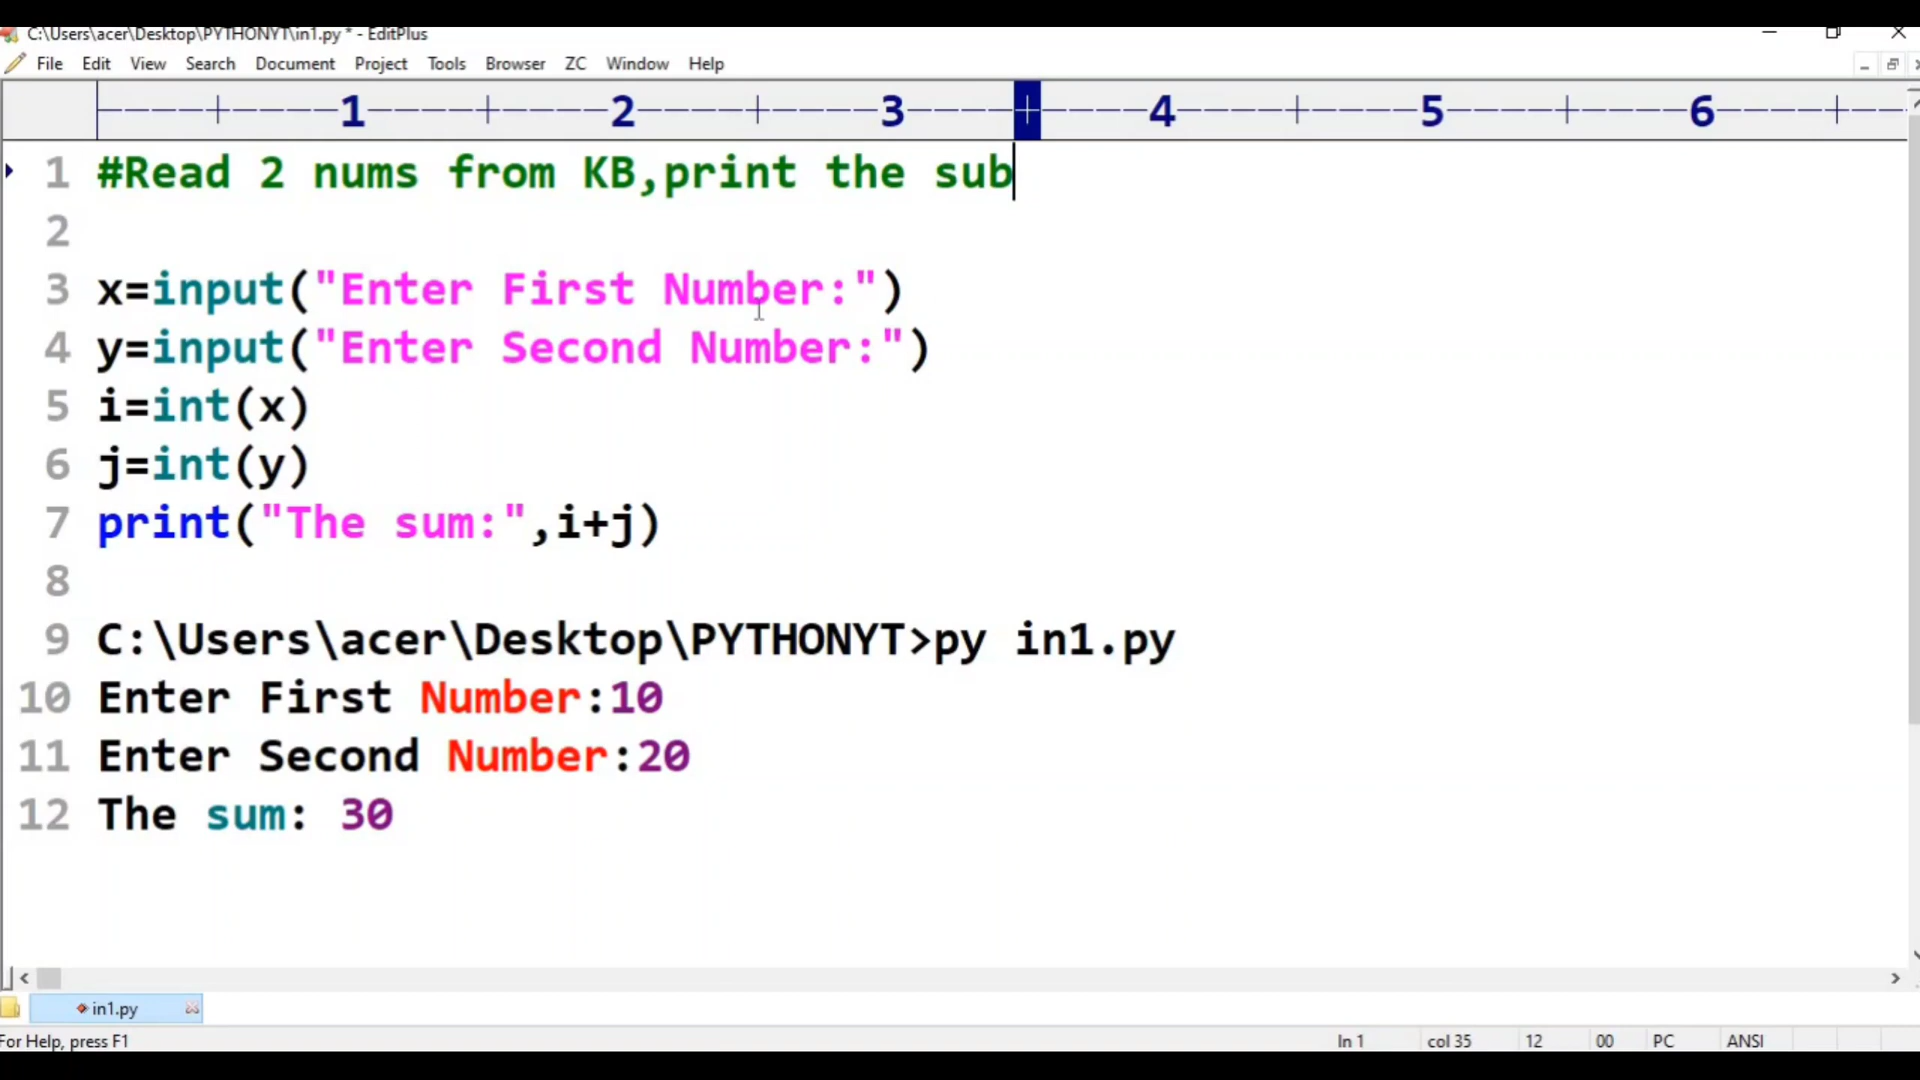 C:\Users\acer\Desktop\PYTHONYT\in1.py * - EditPlus
File Edit View Search Document Project Tools Browser ZC Window Help
----+----1----+----2----+----3----+----4----+----5----+----6----+---
1 #Read 2 nums from KB,print the sub
2
3 x=input("Enter First Number:")
4 y=input("Enter Second Number:")
5 i=int(x)
6 j=int(y)
7 print("The sum:",i+j)
8
9 C:\Users\acer\Desktop\PYTHONYT>py in1.py
10 Enter First Number:10
11 Enter Second Number:20
12 The sum: 30
in1.py
For Help, press F1 ln 1 col 35 12 00 PC ANSI